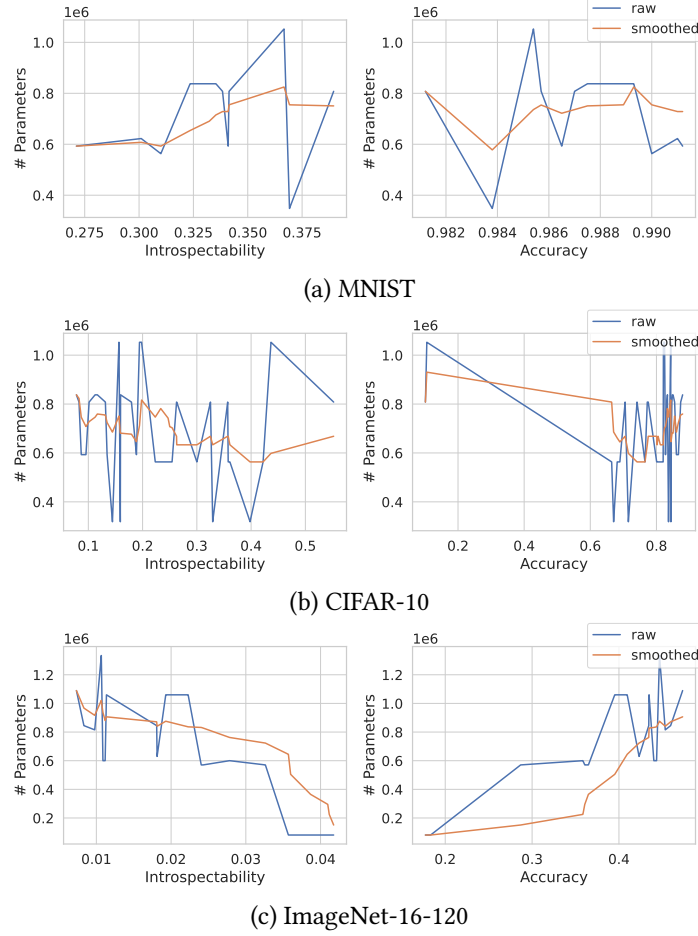 1e6
# Parameters
1.0
0.8
0.6
0.4
0.275 0.300 0.325 0.350 0.375
Introspectability
1e6
raw
smoothed
# Parameters
1.0
0.8
0.6
0.4
0.982 0.984 0.986 0.988 0.990
Accuracy
(a) MNIST
1e6
# Parameters
1.0
0.8
0.6
0.4
0.1 0.2 0.3 0.4 0.5
Introspectability
1e6
raw
smoothed
# Parameters
1.0
0.8
0.6
0.4
0.2 0.4 0.6 0.8
Accuracy
(b) CIFAR-10
1e6
# Parameters
1.2
1.0
0.8
0.6
0.4
0.2
0.01 0.02 0.03 0.04
Introspectability
1e6
raw
smoothed
# Parameters
1.2
1.0
0.8
0.6
0.4
0.2
0.2 0.3 0.4
Accuracy
(c) ImageNet-16-120